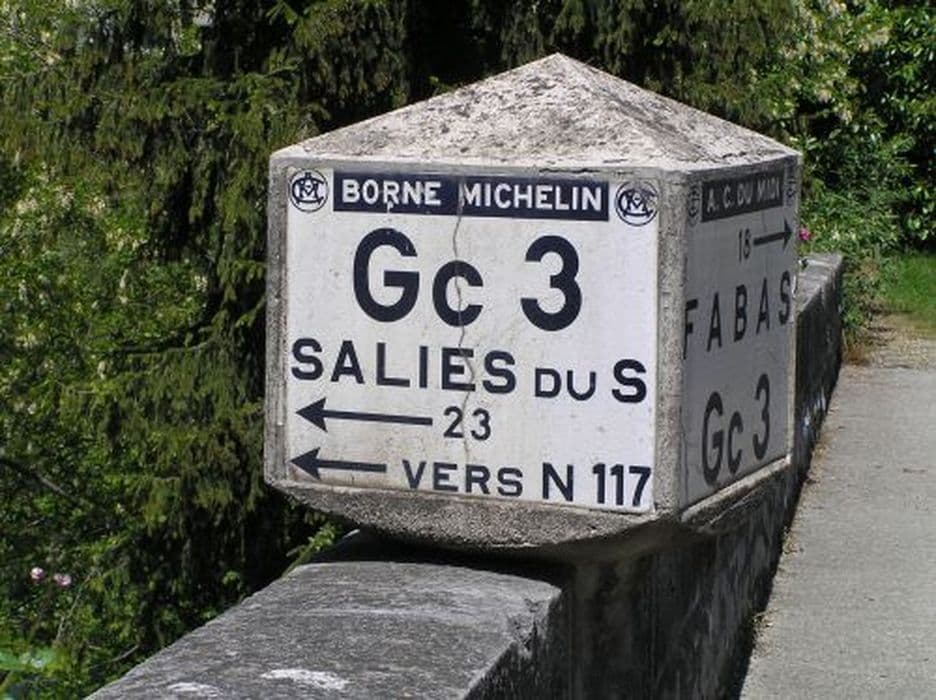 BORNE MICHELIN
Gc 3
SALIES DU S
23
VERS N 117
A. C. DU MIDI
18
FABAS
Gc 3